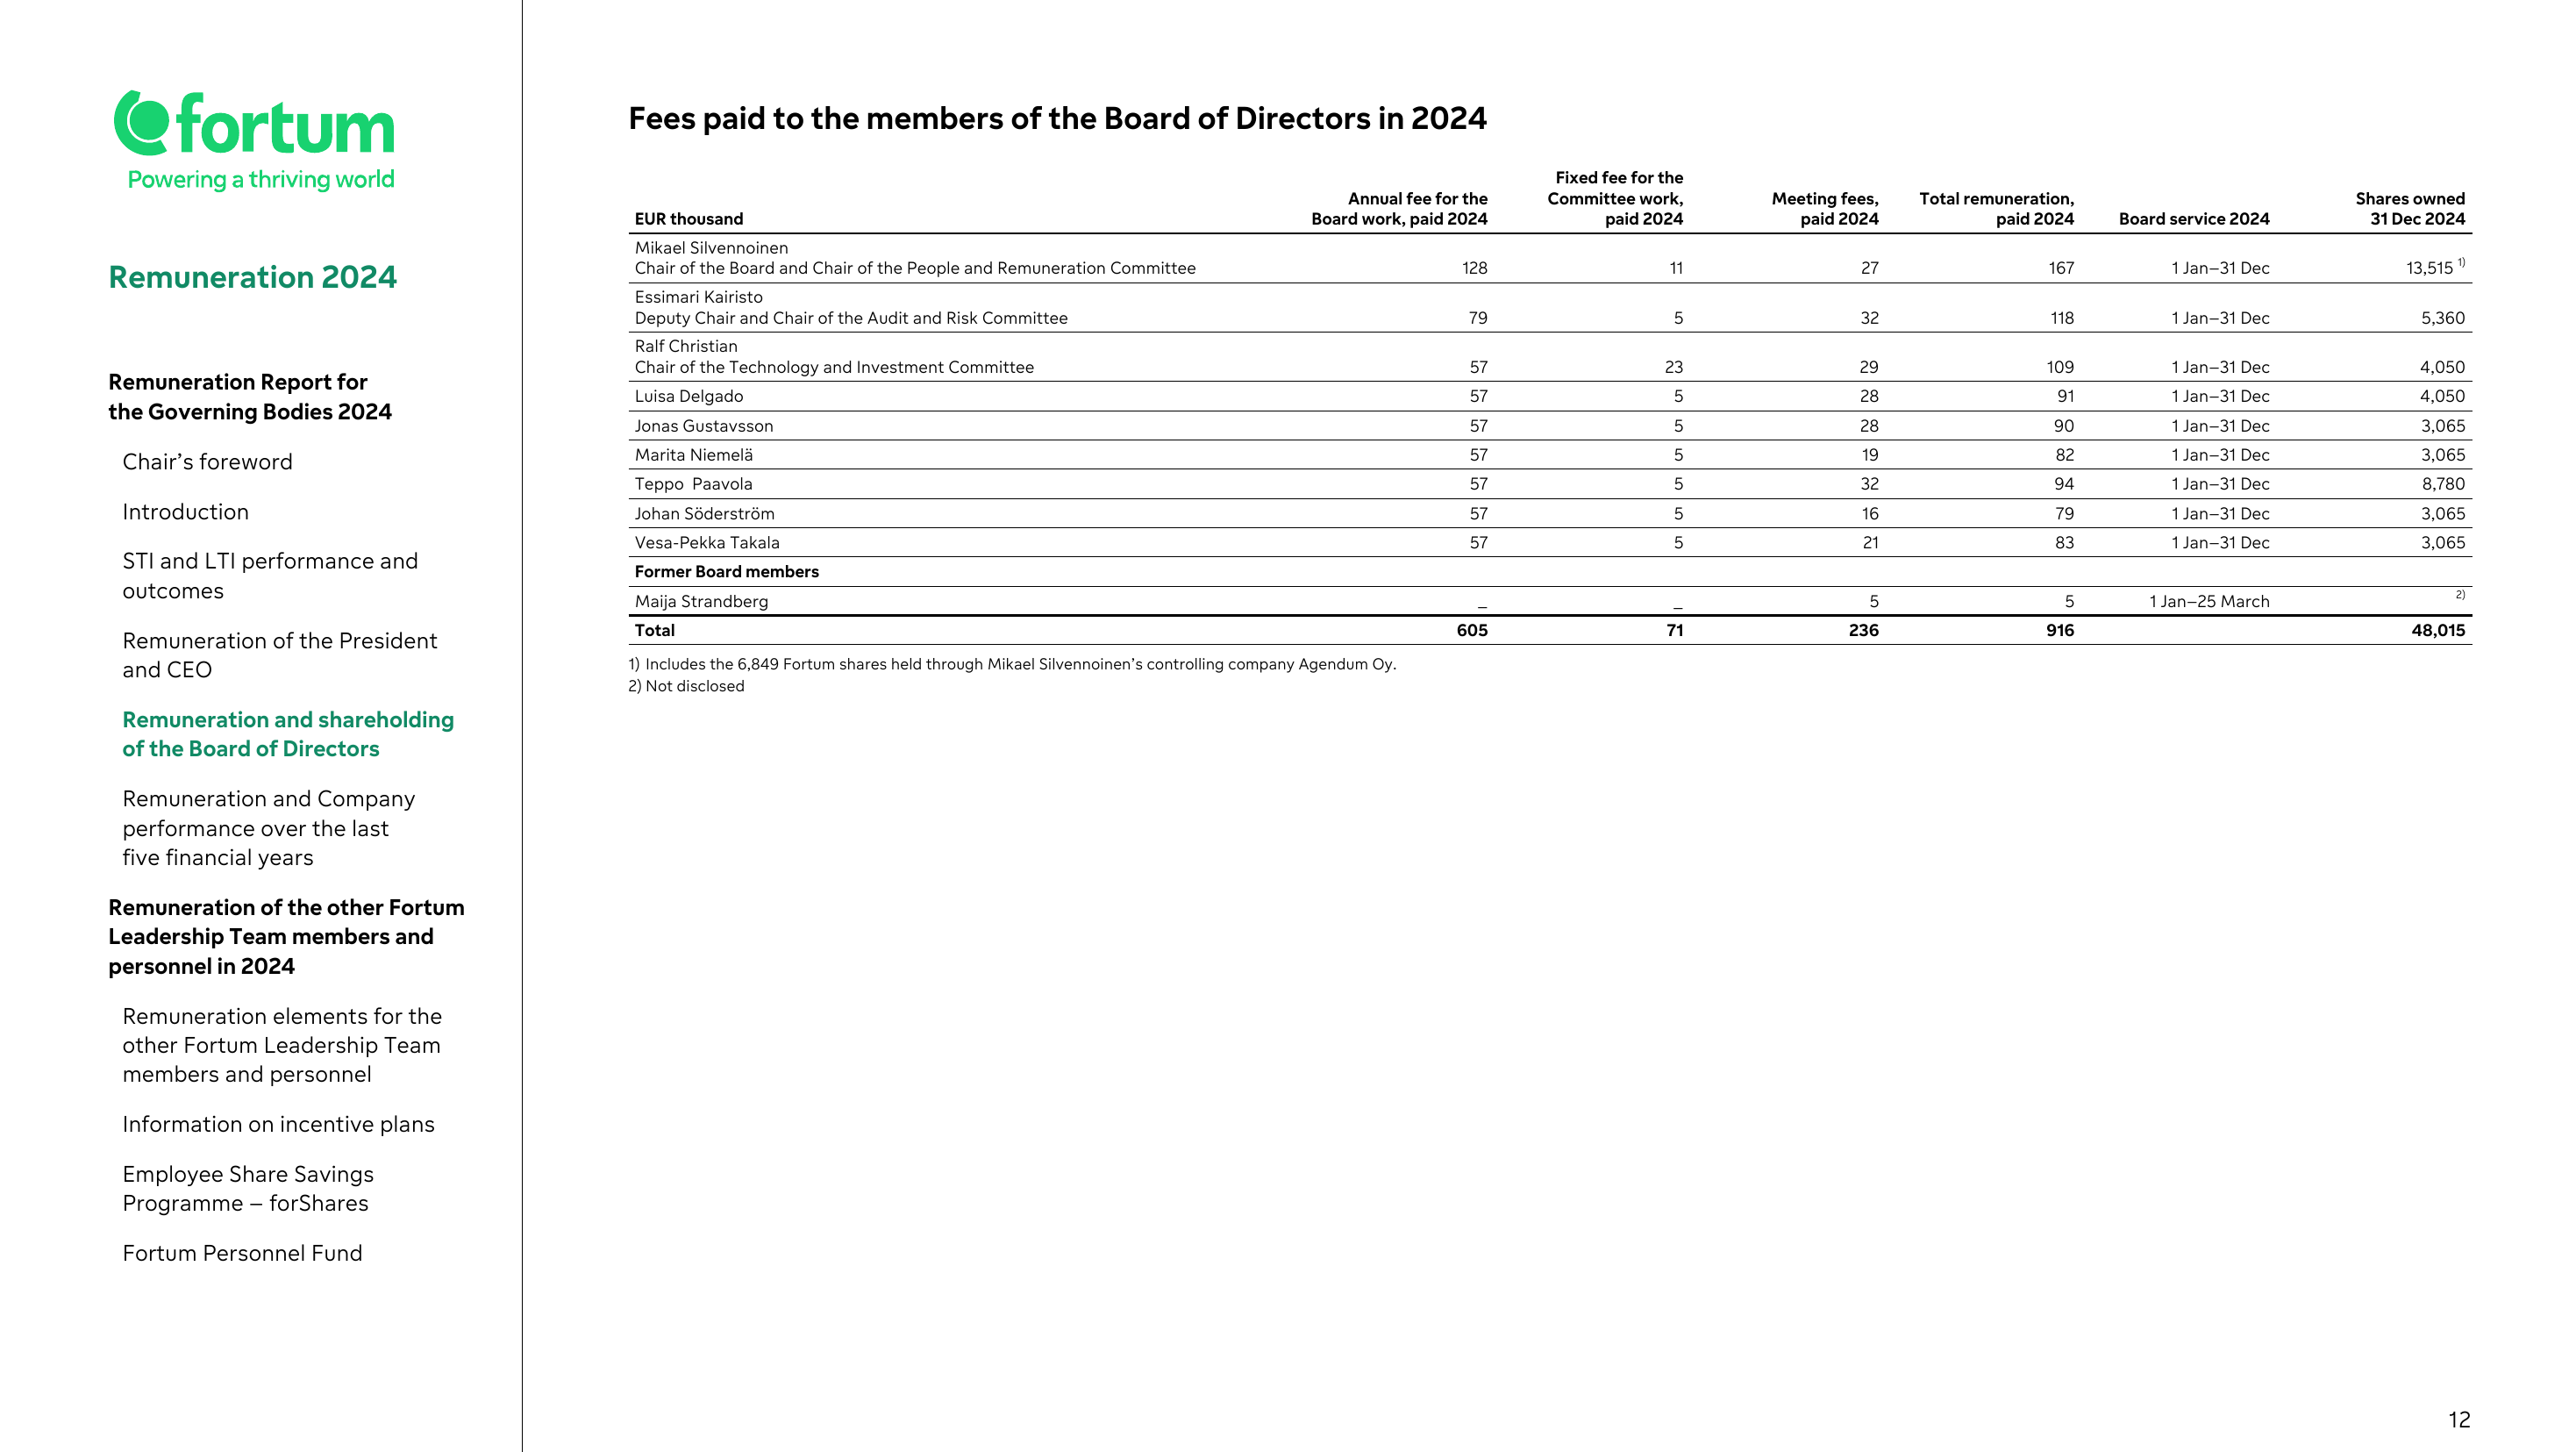 fortum
Powering a thriving world
Remuneration 2024
Remuneration Report for
the Governing Bodies 2024
Chair's foreword
Introduction
STI and LTI performance and
outcomes
Remuneration of the President
and CEO
Remuneration and shareholding
of the Board of Directors
Remuneration and Company
performance over the last
five financial years
Remuneration of the other Fortum
Leadership Team members and
personnel in 2024
Remuneration elements for the
other Fortum Leadership Team
members and personnel
Information on incentive plans
Employee Share Savings
Programme – forShares
Fortum Personnel Fund
Fees paid to the members of the Board of Directors in 2024
Fixed fee for the
Annual fee for the Committee work, Meeting fees, Total remuneration, Shares owned
EUR thousand Board work, paid 2024 paid 2024 paid 2024 paid 2024 Board service 2024 31 Dec 2024
Mikael Silvennoinen
Chair of the Board and Chair of the People and Remuneration Committee 128 11 27 167 1 Jan–31 Dec 13,515 1)
Essimari Kairisto
Deputy Chair and Chair of the Audit and Risk Committee 79 5 32 118 1 Jan–31 Dec 5,360
Ralf Christian
Chair of the Technology and Investment Committee 57 23 29 109 1 Jan–31 Dec 4,050
Luisa Delgado 57 5 28 91 1 Jan–31 Dec 4,050
Jonas Gustavsson 57 5 28 90 1 Jan–31 Dec 3,065
Marita Niemelä 57 5 19 82 1 Jan–31 Dec 3,065
Teppo  Paavola 57 5 32 94 1 Jan–31 Dec 8,780
Johan Söderström 57 5 16 79 1 Jan–31 Dec 3,065
Vesa-Pekka Takala 57 5 21 83 1 Jan–31 Dec 3,065
Former Board members
Maija Strandberg _ _ 5 5 1 Jan–25 March 2)
Total 605 71 236 916 48,015
1) Includes the 6,849 Fortum shares held through Mikael Silvennoinen's controlling company Agendum Oy.
2) Not disclosed
12